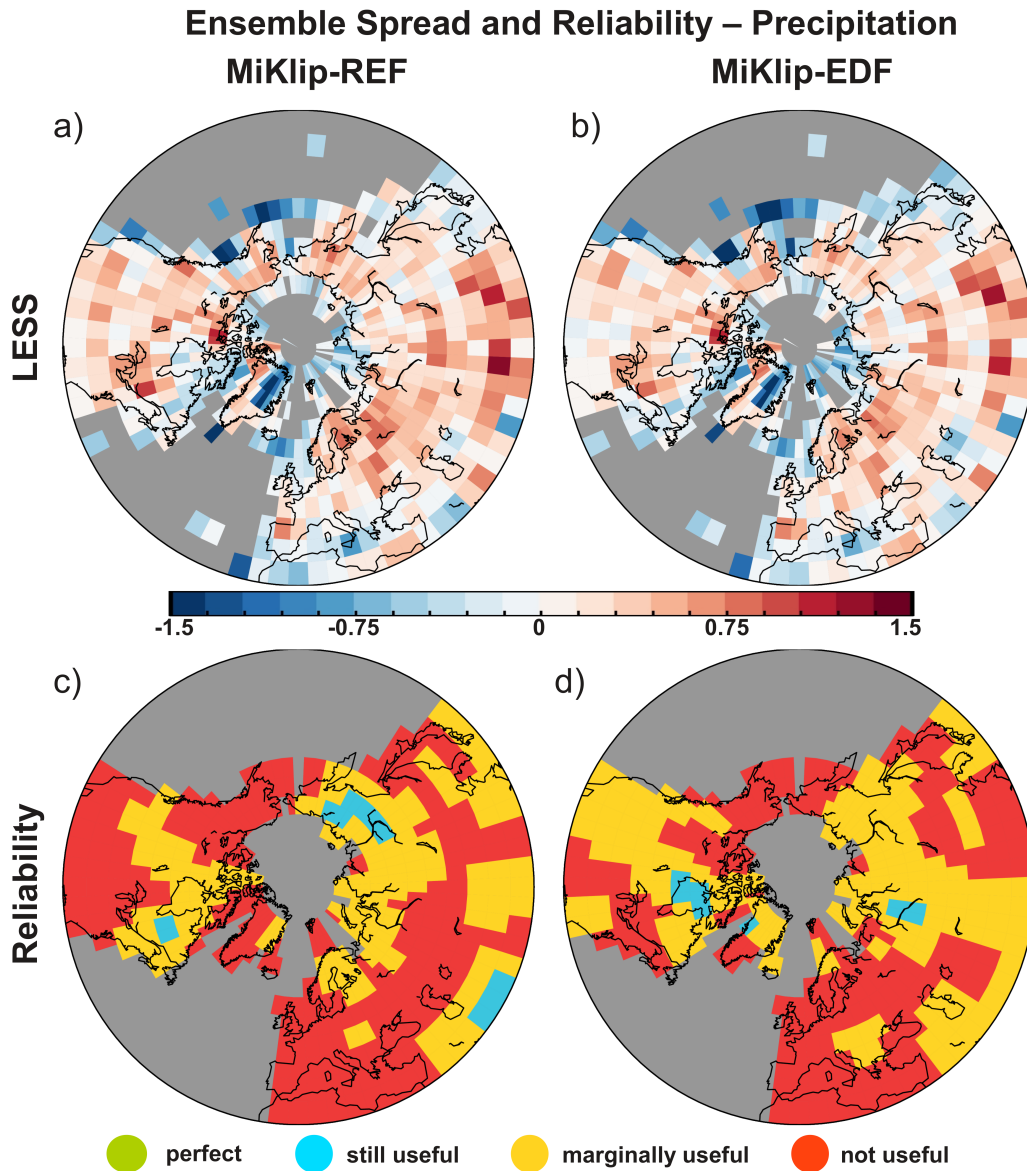 Ensemble Spread and Reliability – Precipitation
MiKlip-REF
MiKlip-EDF
a)
b)
LESS
-1.5
-0.75
0
0.75
1.5
c)
d)
Reliability
perfect
still useful
marginally useful
not useful